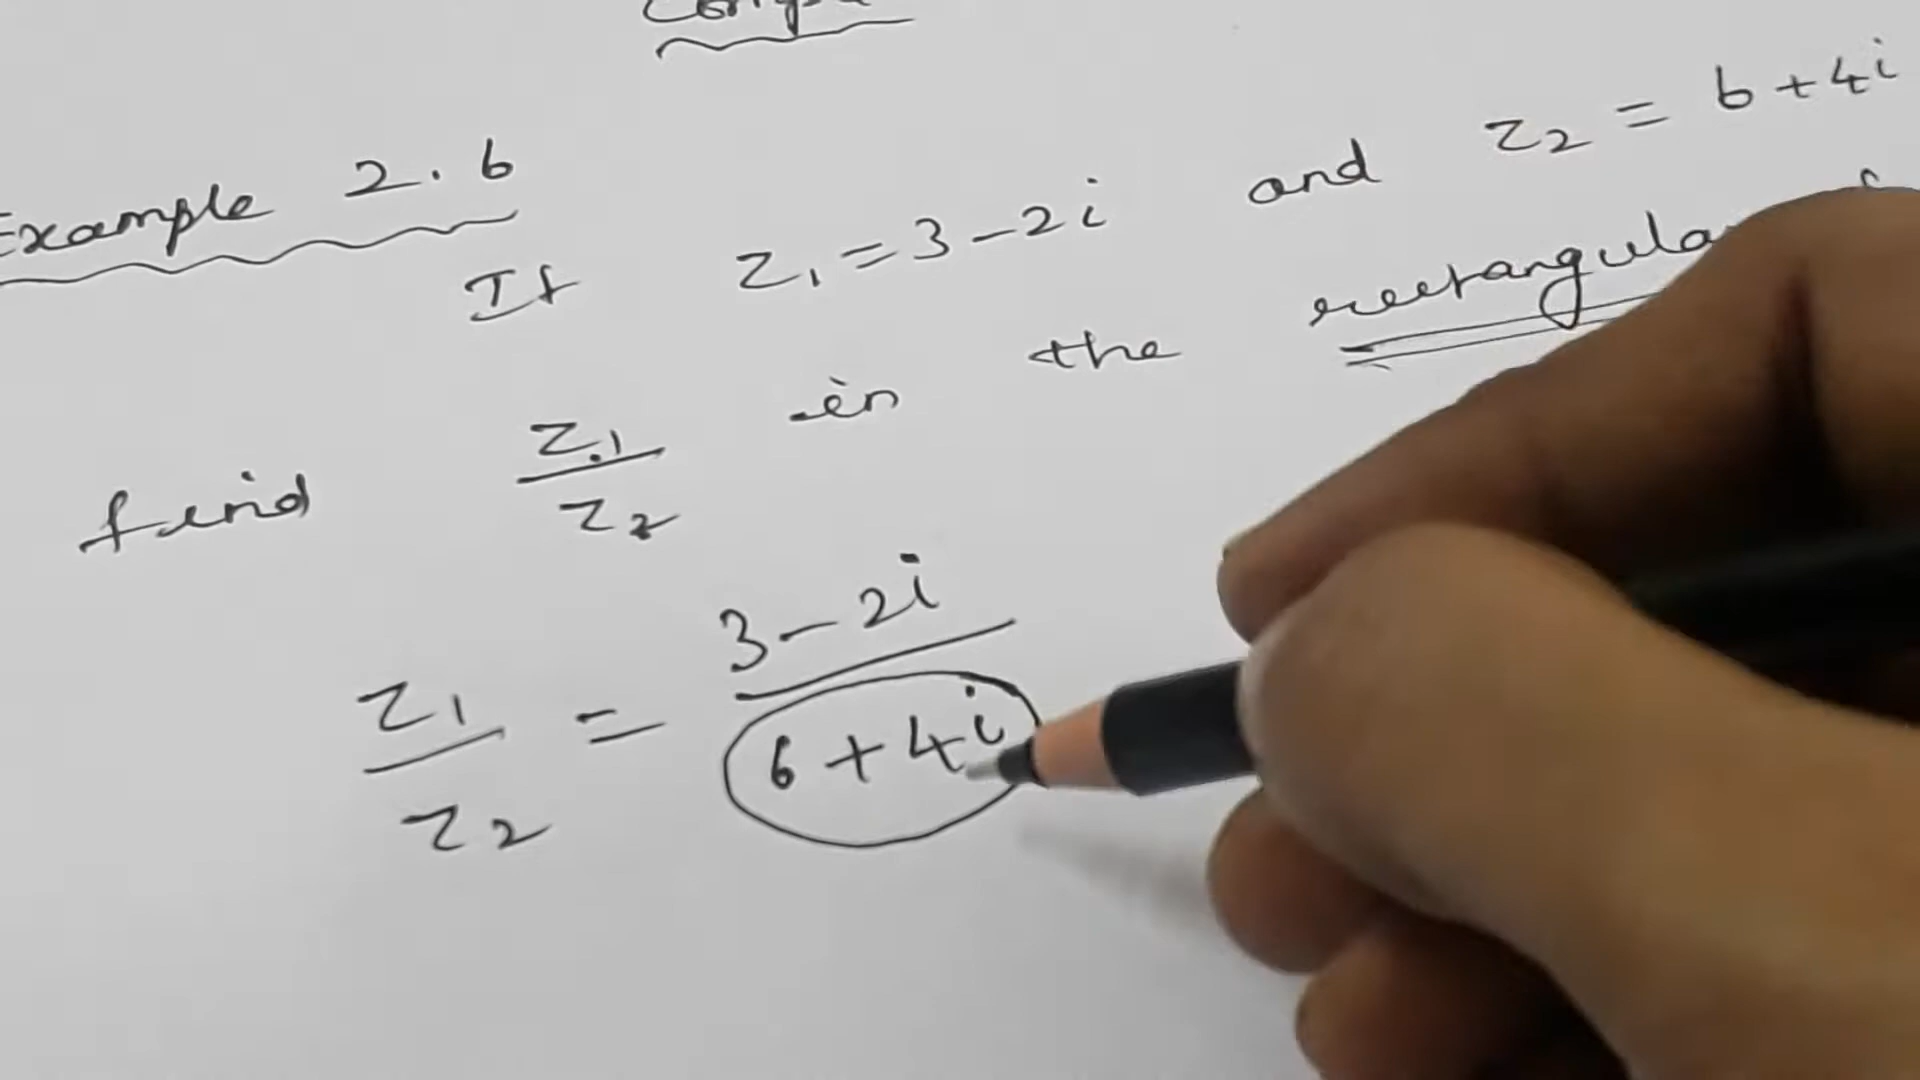 Example 2.6
If z₁ = 3 - 2i and z₂ = 6 + 4i
find z₁/z₂ in the rectangula
z₁/z₂ = (3 - 2i)/(6 + 4i)